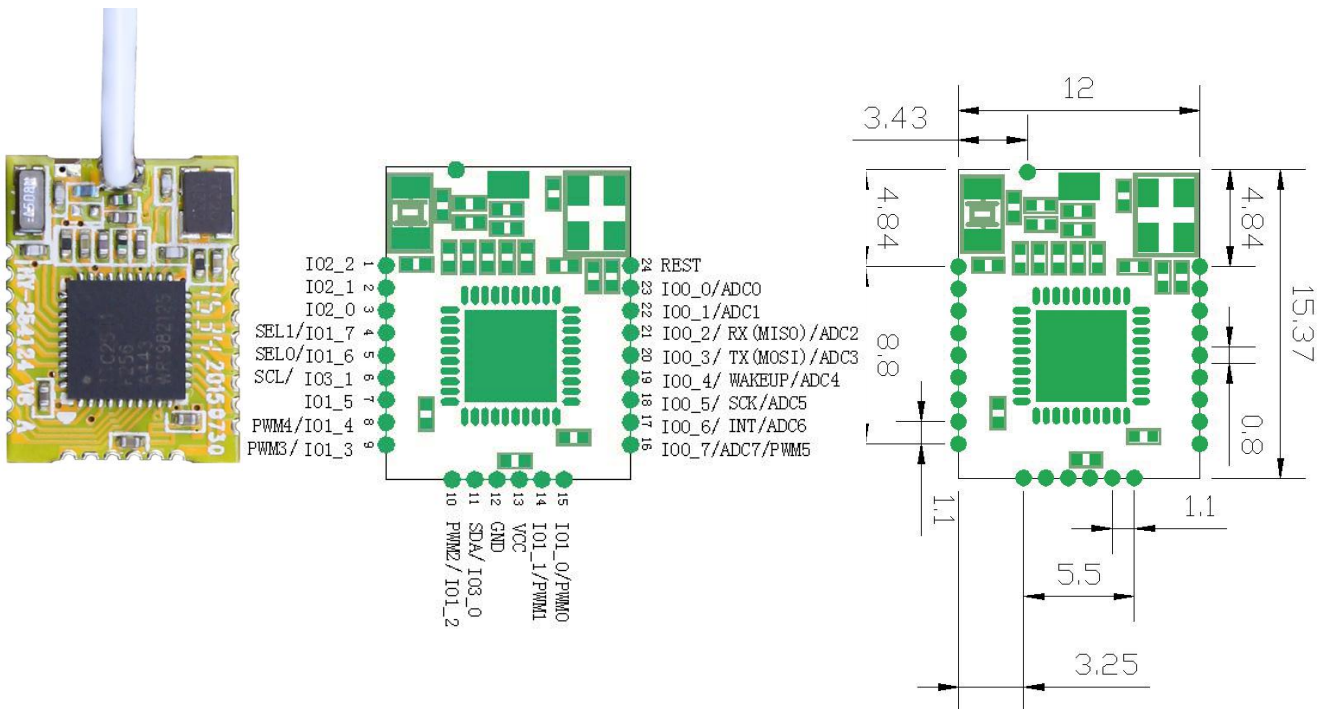 20150730
IO2_2 1
IO2_1 2
IO2_0 3
SEL1/IO1_7 4
SEL0/IO1_6 5
SCL/ IO3_1 6
IO1_5 7
PWM4/IO1_4 8
PWM3/IO1_3 9
10 PWM2/IO1_2
11 SDA/IO3_0
12 GND
13 VCC
14 IO1_1/PWM1
15 IO1_0/PWM0
24 REST
23 IO0_0/ADC0
22 IO0_1/ADC1
21 IO0_2/ RX(MISO)/ADC2
20 IO0_3/ TX(MOSI)/ADC3
19 IO0_4/ WAKEUP/ADC4
18 IO0_5/ SCK/ADC5
17 IO0_6/ INT/ADC6
16 IO0_7/ADC7/PWM5
12
3.43
4.84
4.84
8.8
15.37
0.8
1.1
1.1
5.5
3.25